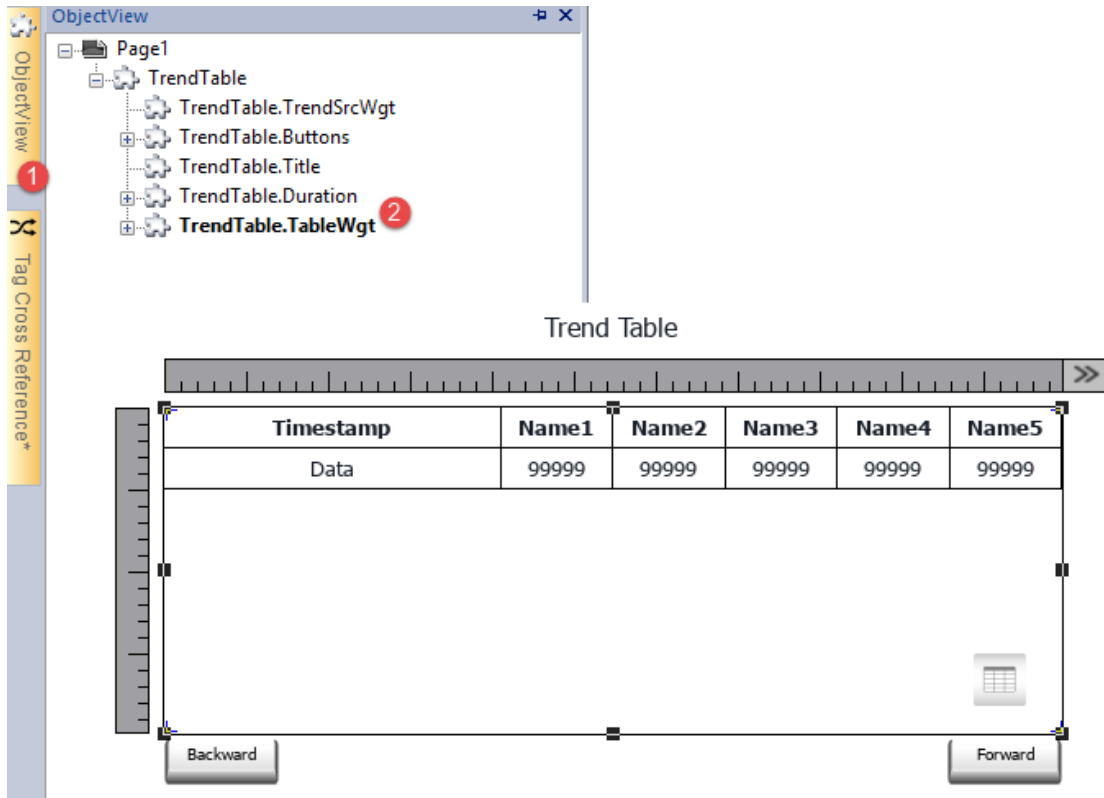 ObjectView
Page1
TrendTable
TrendTable.TrendSrcWgt
TrendTable.Buttons
TrendTable.Title
TrendTable.Duration
TrendTable.TableWgt
2
ObjectView
1
Tag Cross Reference*
Trend Table
Timestamp Name1 Name2 Name3 Name4 Name5
Data 99999 99999 99999 99999 99999
Backward Forward